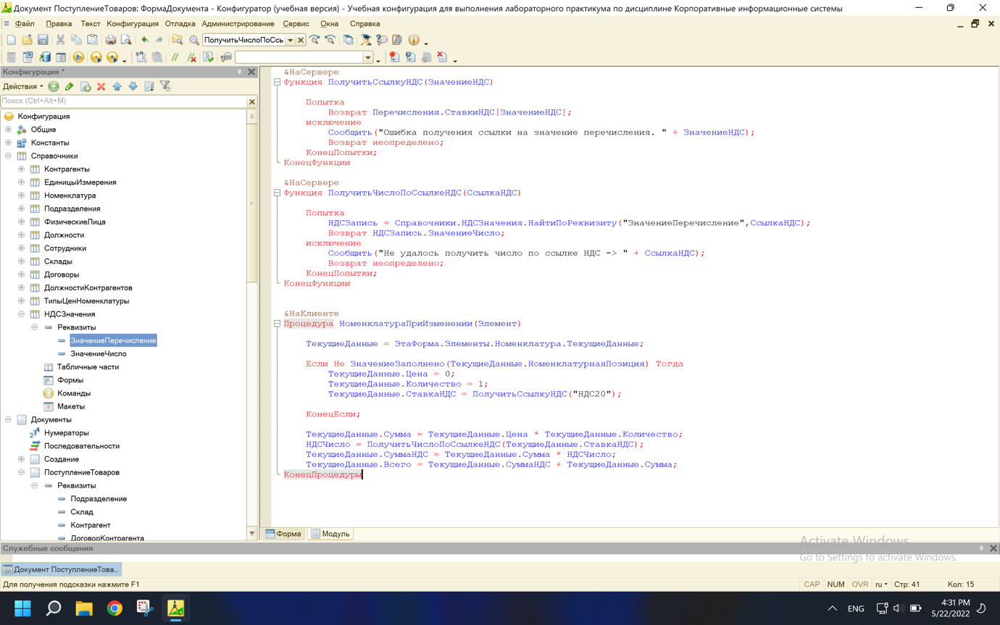 Документ ПоступлениеТоваров: ФормаДокумента - Конфигуратор (учебная версия) - Учебная конфигурация для выполнения лабораторного практикума по дисциплине Корпоративные информационные системы
Файл Правка Текст Конфигурация Отладка Администрирование Сервис Окна Справка
ПолучитьЧислоПоСсь
Конфигурация *
Действия
Поиск (Ctrl+Alt+M)
Конфигурация
Общие
Константы
Справочники
Контрагенты
ЕдиницыИзмерения
Номенклатура
Подразделения
ФизическиеЛица
Должности
Сотрудники
Склады
Договоры
ДолжностиКонтрагентов
ТипыЦенНоменклатуры
НДСЗначения
Реквизиты
ЗначениеПеречисление
ЗначениеЧисло
Табличные части
Формы
Команды
Макеты
Документы
Нумераторы
Последовательности
Создание
ПоступлениеТоваров
Реквизиты
Подразделение
Склад
Контрагент
ДоговорКонтрагента
&НаСервере
Функция ПолучитьСсылкуНДС(ЗначениеНДС)
Попытка
Возврат Перечисления.СтавкиНДС[ЗначениеНДС];
исключение
Сообщить("Ошибка получения ссылки на значение перечисления. " + ЗначениеНДС);
Возврат неопределено;
КонецПопытки;
КонецФункции
&НаСервере
Функция ПолучитьЧислоПоСсылкеНДС(СсылкаНДС)
Попытка
НДСЗапись = Справочники.НДСЗначения.НайтиПоРеквизиту("ЗначениеПеречисление",СсылкаНДС);
Возврат НДСЗапись.ЗначениеЧисло;
исключение
Сообщить("Не удалось получить число по ссылке НДС -> " + СсылкаНДС);
Возврат неопределено;
КонецПопытки;
КонецФункции
&НаКлиенте
Процедура НоменклатураПриИзменении(Элемент)
ТекущиеДанные = ЭтаФорма.Элементы.Номенклатура.ТекущиеДанные;
Если Не ЗначениеЗаполнено(ТекущиеДанные.НоменклатурнаяПозиция) Тогда
ТекущиеДанные.Цена = 0;
ТекущиеДанные.Количество = 1;
ТекущиеДанные.СтавкаНДС = ПолучитьСсылкуНДС("НДС20");
КонецЕсли;
ТекущиеДанные.Сумма = ТекущиеДанные.Цена * ТекущиеДанные.Количество;
НДСЧисло = ПолучитьЧислоПоСсылкеНДС(ТекущиеДанные.СтавкаНДС);
ТекущиеДанные.СуммаНДС = ТекущиеДанные.Сумма * НДСЧисло;
ТекущиеДанные.Всего = ТекущиеДанные.СуммаНДС + ТекущиеДанные.Сумма;
КонецПроцедуры
Форма Модуль
Activate Windows
Go to Settings to activate Windows.
Служебные сообщения
Документ ПоступлениеТова...
Для получения подсказки нажмите F1
CAP NUM OVR ru Стр: 41 Кол: 15
ENG
4:31 PM
5/22/2022